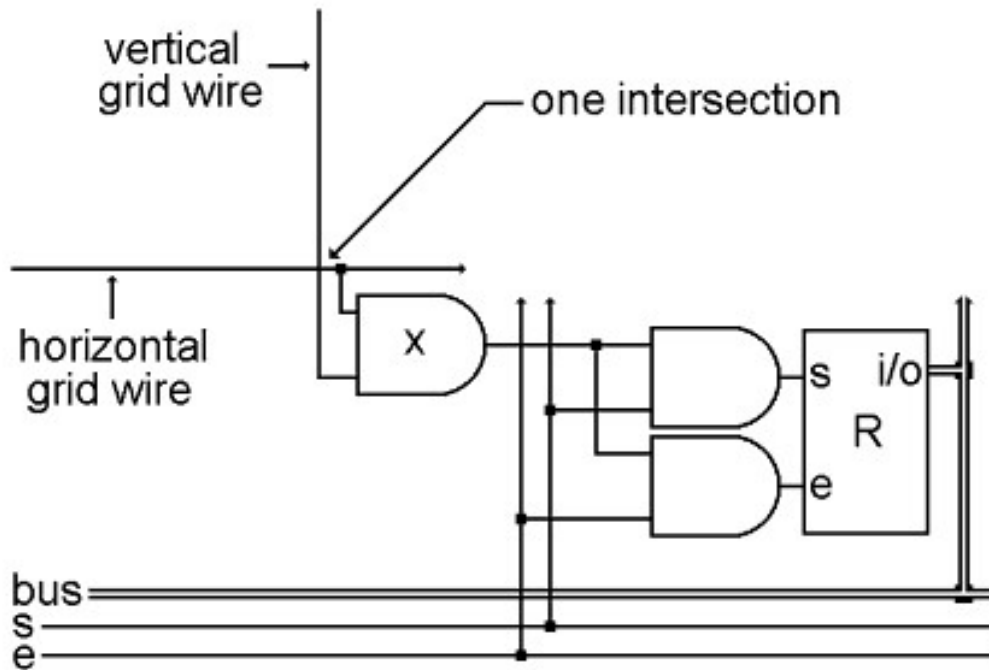 vertical
grid wire
one intersection
horizontal
grid wire
x
s
i/o
R
e
bus
s
e